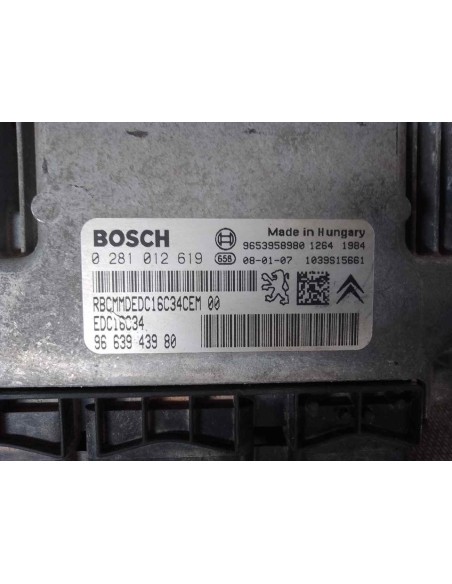 BOSCH
Made in Hungary
9653958980 1264 1984
0 281 012 619
658 08-01-07 1039S15661
RBCMMDEDC16C34CEM 00
EDC16C34
96 639 439 80